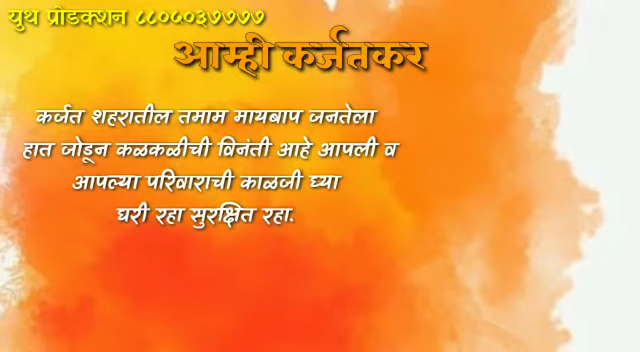 युथ प्रोडक्शन ८८०५०३७७७७
आम्ही कर्जतकर
कर्जत शहरातील तमाम मायबाप जनतेला
हात जोडून कळकळीची विनंती आहे आपली व
आपल्या परिवाराची काळजी घ्या
घरी रहा सुरक्षित रहा.